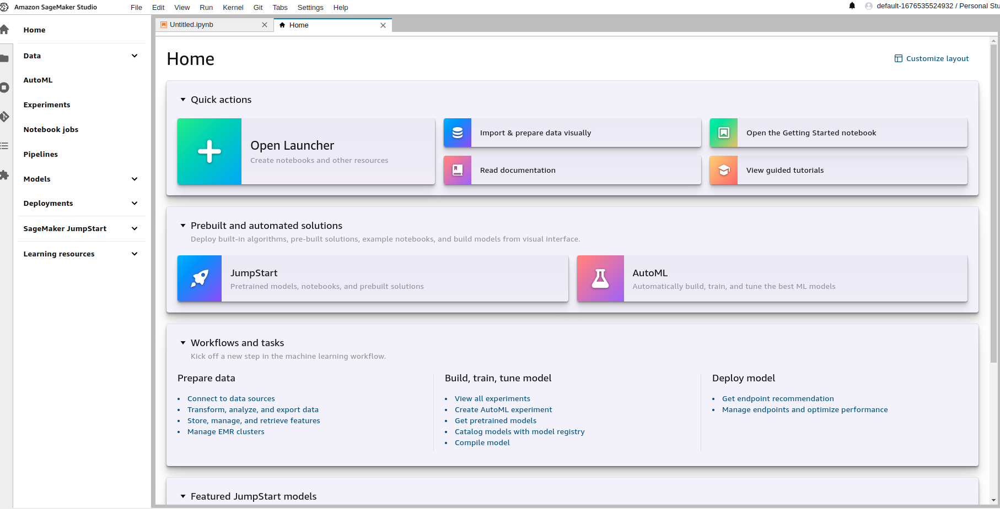 Amazon SageMaker Studio File Edit View Run Kernel Git Tabs Settings Help default-1676535524932 / Personal Stu
Home
Data
AutoML
Experiments
Notebook jobs
Pipelines
Models
Deployments
SageMaker JumpStart
Learning resources
Untitled.ipynb Home
Home Customize layout
Quick actions
Open Launcher
Create notebooks and other resources
Import & prepare data visually
Open the Getting Started notebook
Read documentation
View guided tutorials
Prebuilt and automated solutions
Deploy built-in algorithms, pre-built solutions, example notebooks, and build models from visual interface.
JumpStart
Pretrained models, notebooks, and prebuilt solutions
AutoML
Automatically build, train, and tune the best ML models
Workflows and tasks
Kick off a new step in the machine learning workflow.
Prepare data
Connect to data sources
Transform, analyze, and export data
Store, manage, and retrieve features
Manage EMR clusters
Build, train, tune model
View all experiments
Create AutoML experiment
Get pretrained models
Catalog models with model registry
Compile model
Deploy model
Get endpoint recommendation
Manage endpoints and optimize performance
Featured JumpStart models